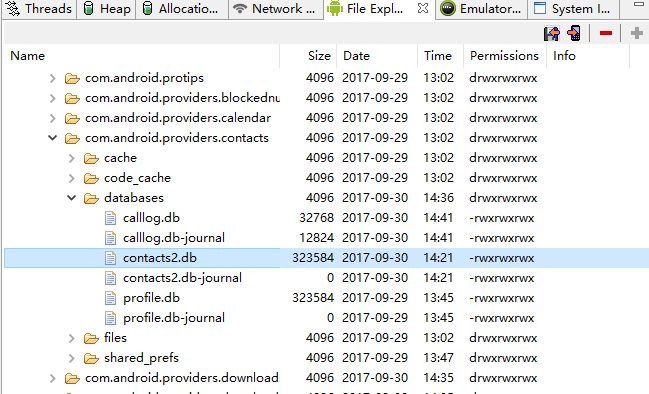 Threads Heap Allocatio... Network ... File Expl... Emulator... System I...
Name Size Date Time Permissions Info
com.android.protips 4096 2017-09-29 13:02 drwxrwxrwx
com.android.providers.blockednu 4096 2017-09-29 13:02 drwxrwxrwx
com.android.providers.calendar 4096 2017-09-29 13:02 drwxrwxrwx
com.android.providers.contacts 4096 2017-09-29 13:02 drwxrwxrwx
cache 4096 2017-09-29 13:02 drwxrwxrwx
code_cache 4096 2017-09-29 13:02 drwxrwxrwx
databases 4096 2017-09-30 14:36 drwxrwxrwx
calllog.db 32768 2017-09-30 14:41 -rwxrwxrwx
calllog.db-journal 12824 2017-09-30 14:41 -rwxrwxrwx
contacts2.db 323584 2017-09-30 14:21 -rwxrwxrwx
contacts2.db-journal 0 2017-09-30 14:21 -rwxrwxrwx
profile.db 323584 2017-09-29 13:45 -rwxrwxrwx
profile.db-journal 0 2017-09-29 13:45 -rwxrwxrwx
files 4096 2017-09-29 13:02 drwxrwxrwx
shared_prefs 4096 2017-09-29 13:47 drwxrwxrwx
com.android.providers.download 4096 2017-09-30 14:35 drwxrwxrwx